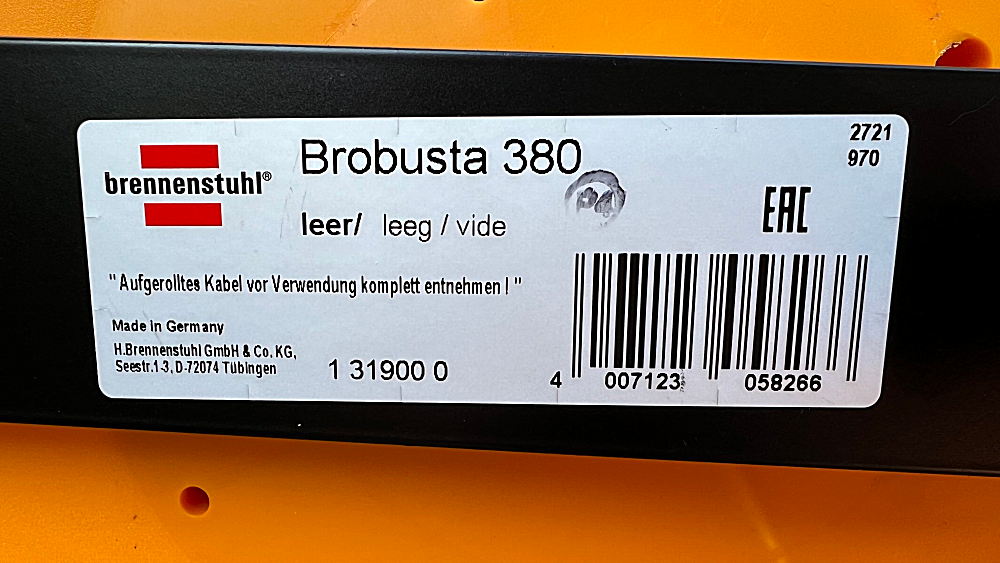 brennenstuhl®
Brobusta 380
P4
leer/ leeg / vide
2721
970
EAC
" Aufgerolltes Kabel vor Verwendung komplett entnehmen ! "
Made in Germany
H.Brennenstuhl GmbH & Co. KG,
Seestr.1-3, D-72074 Tübingen
1 31900 0
4 007123 058266